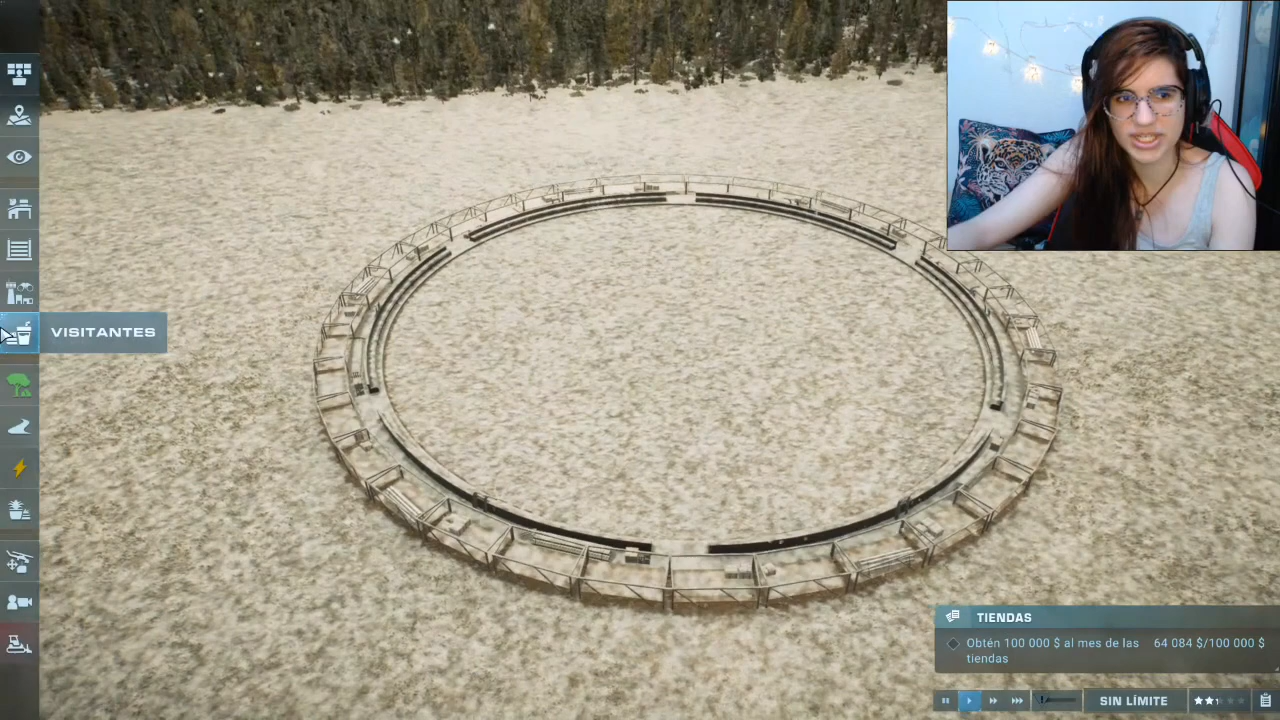 VISITANTES
TIENDAS
Obtén 100 000 $ al mes de las 64 084 $/100 000 $
tiendas
SIN LÍMITE